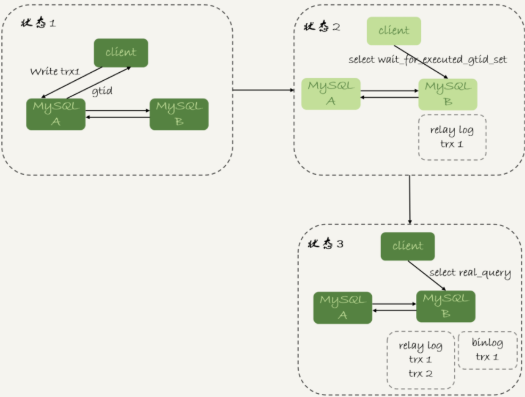 状态1
client
Write trx1
gtid
MySQL
A
MySQL
B
状态2
client
select wait_for_executed_gtid_set
MySQL
A
MySQL
B
relay log
trx 1
状态3
client
select real_query
MySQL
A
MySQL
B
relay log
trx 1
trx 2
binlog
trx 1